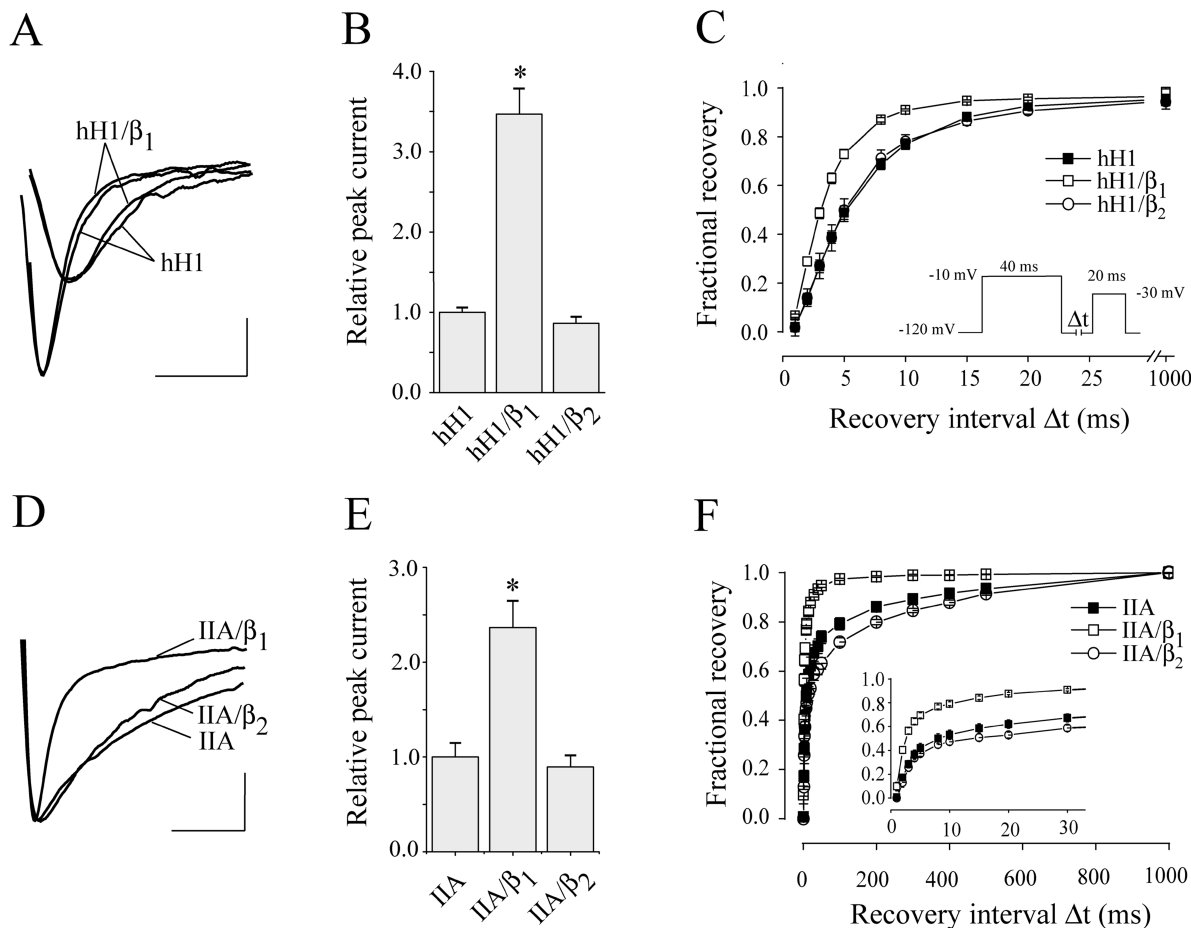 A
hH1/β1
hH1
B
Relative peak current
4.0
3.0
2.0
1.0
0.0
*
hH1
hH1/β1
hH1/β2
C
Fractional recovery
1.0
0.8
0.6
0.4
0.2
0.0
hH1
hH1/β1
hH1/β2
-10 mV
40 ms
20 ms
-30 mV
-120 mV
Δt
0 5 10 15 20 25 1000
Recovery interval Δt (ms)
D
IIA/β1
IIA/β2
IIA
E
Relative peak current
3.0
2.0
1.0
0.0
*
IIA
IIA/β1
IIA/β2
F
Fractional recovery
1.0
0.8
0.6
0.4
0.2
0.0
IIA
IIA/β1
IIA/β2
1.0
0.8
0.6
0.4
0.2
0.0
0 10 20 30
0 200 400 600 800 1000
Recovery interval Δt (ms)